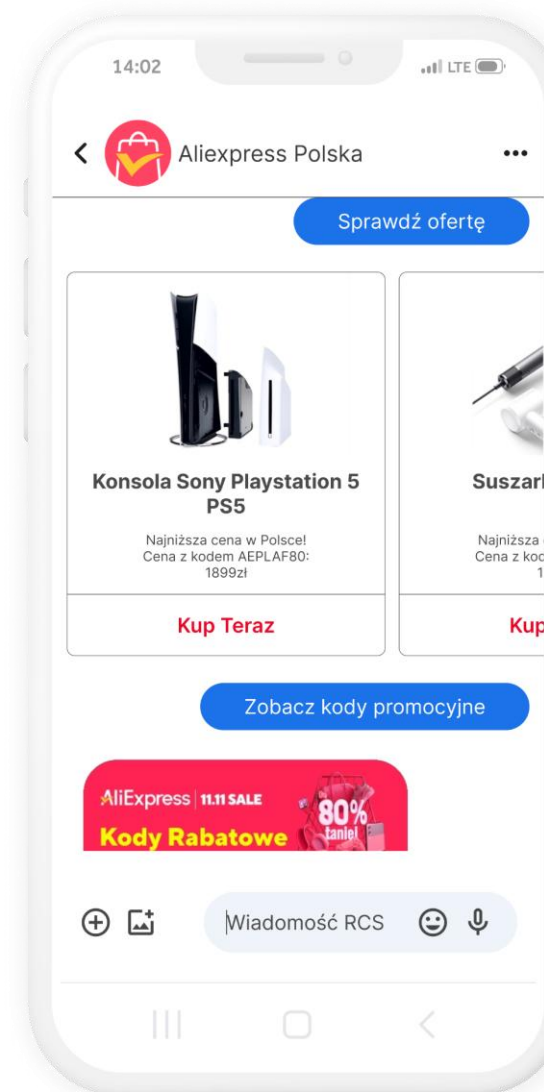 14:02
LTE
Aliexpress Polska
Sprawdź ofertę
Konsola Sony Playstation 5
PS5
Najniższa cena w Polsce!
Cena z kodem AEPLAF80:
1899zł
Kup Teraz
Najniższa
Cena z
Kup
Zobacz kody promocyjne
AliExpress 11.11 SALE
Kody Rabatowe
80%
taniej
Wiadomość RCS